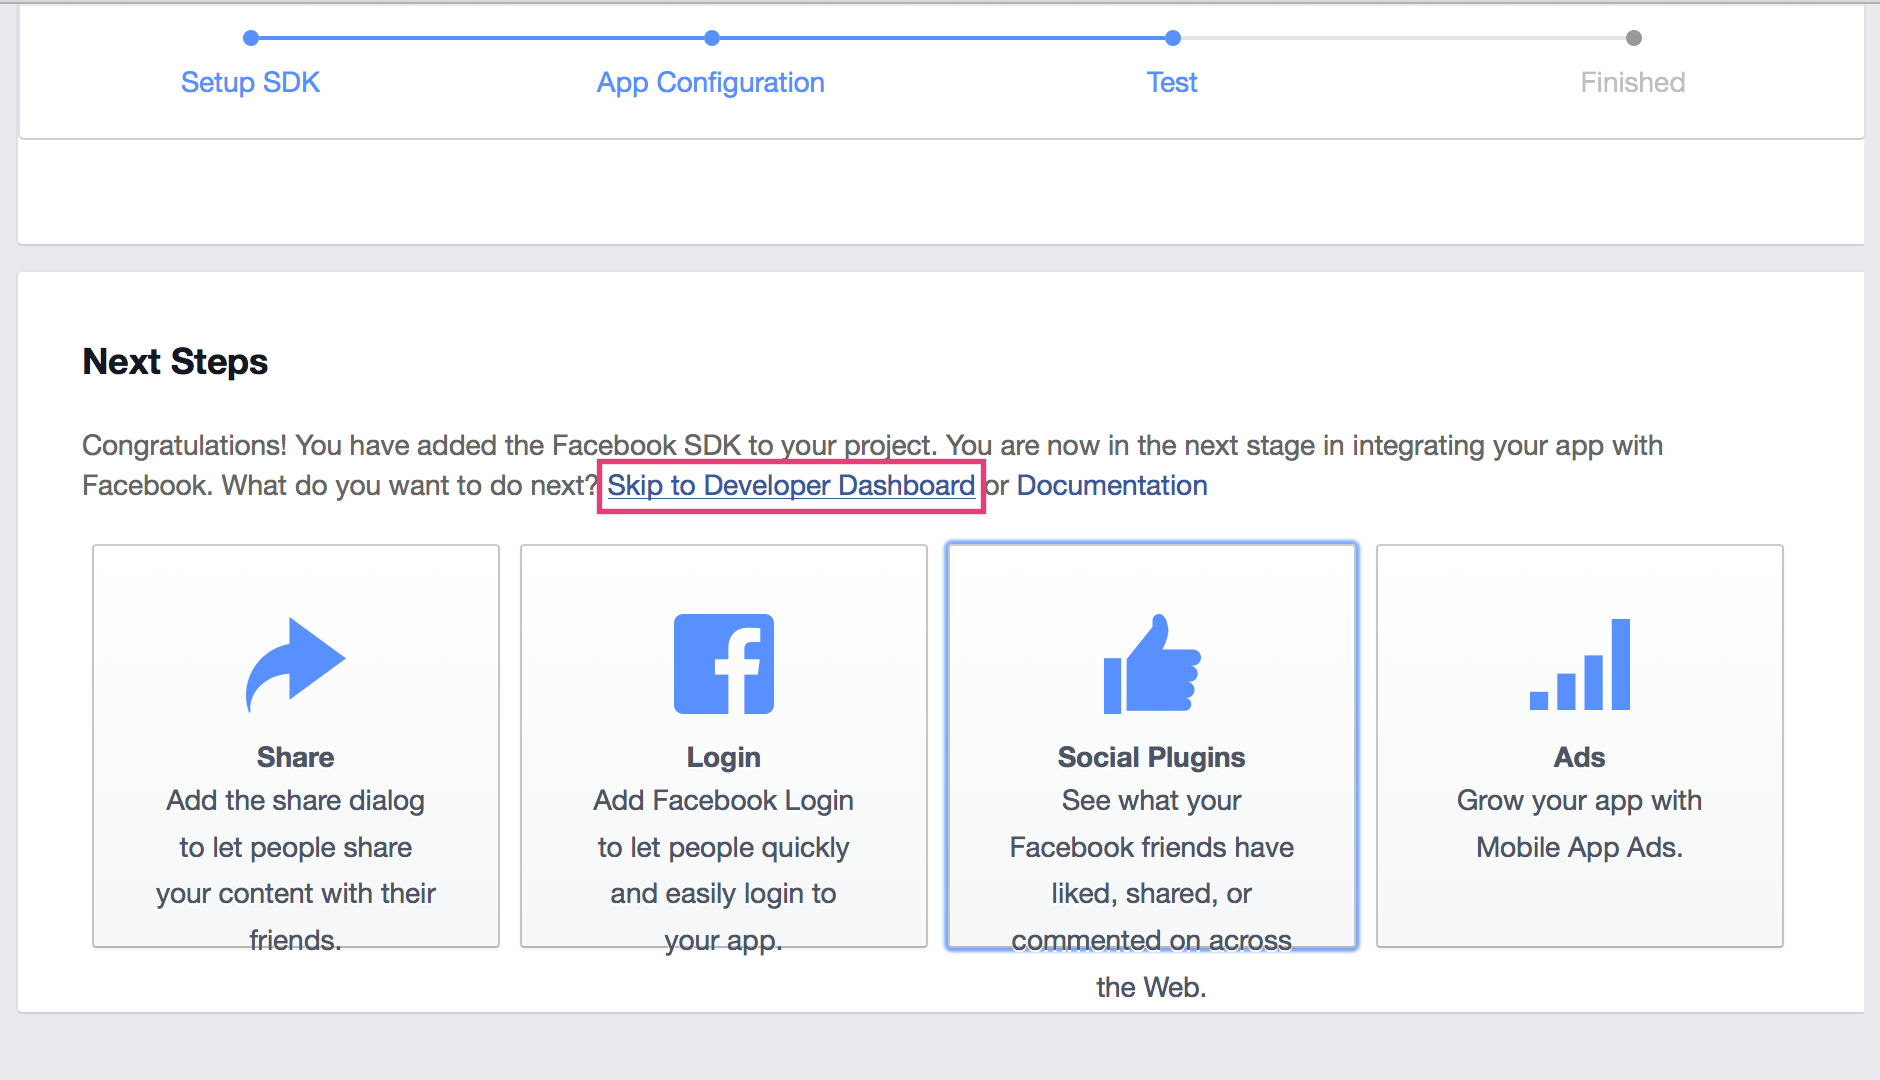 Setup SDK
App Configuration
Test
Finished
Next Steps
Congratulations! You have added the Facebook SDK to your project. You are now in the next stage in integrating your app with
Facebook. What do you want to do next? Skip to Developer Dashboard or Documentation
Share
Add the share dialog
to let people share
your content with their
friends.
Login
Add Facebook Login
to let people quickly
and easily login to
your app.
Social Plugins
See what your
Facebook friends have
liked, shared, or
commented on across
the Web.
Ads
Grow your app with
Mobile App Ads.